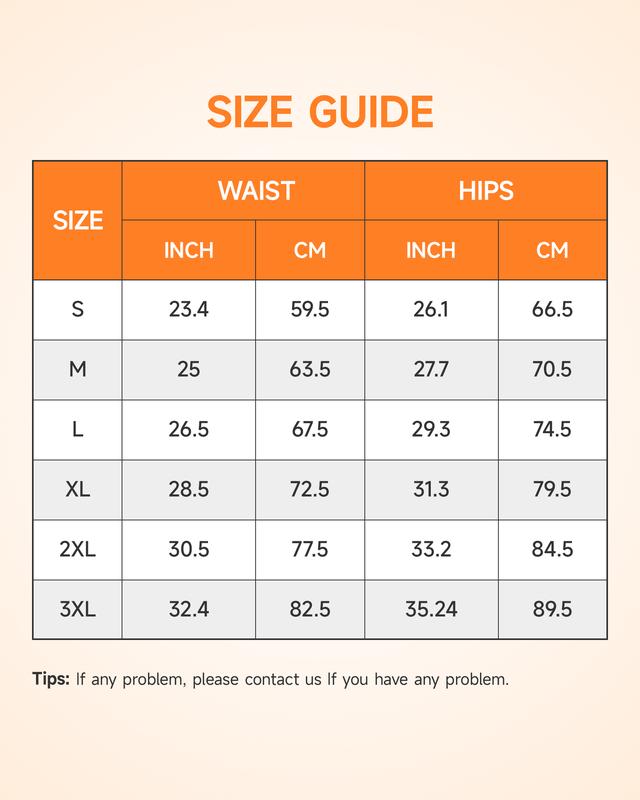 SIZE GUIDE
SIZE WAIST HIPS
INCH CM INCH CM
S 23.4 59.5 26.1 66.5
M 25 63.5 27.7 70.5
L 26.5 67.5 29.3 74.5
XL 28.5 72.5 31.3 79.5
2XL 30.5 77.5 33.2 84.5
3XL 32.4 82.5 35.24 89.5
Tips: If any problem, please contact us If you have any problem.